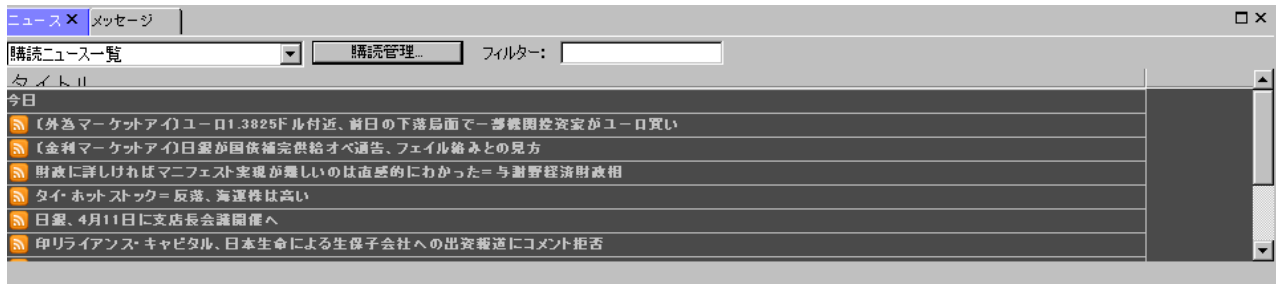 ニュース メッセージ
購読ニュース一覧 購読管理... フィルター:
タイトル
今日
(外為マーケットアイ)ユーロ1.3825ドル付近、前日の下落局面で一部機関投資家がユーロ買い
(金利マーケットアイ)日銀が国債補完供給オペ通告、フェイル絡みとの見方
財政に詳しければマニフェスト実現が難しいのは直感的にわかった=与謝野経済財政相
タイ・ホットストック=反落、海運株は高い
日銀、4月11日に支店長会議開催へ
印リライアンス・キャピタル、日本生命による生保子会社への出資報道にコメント拒否